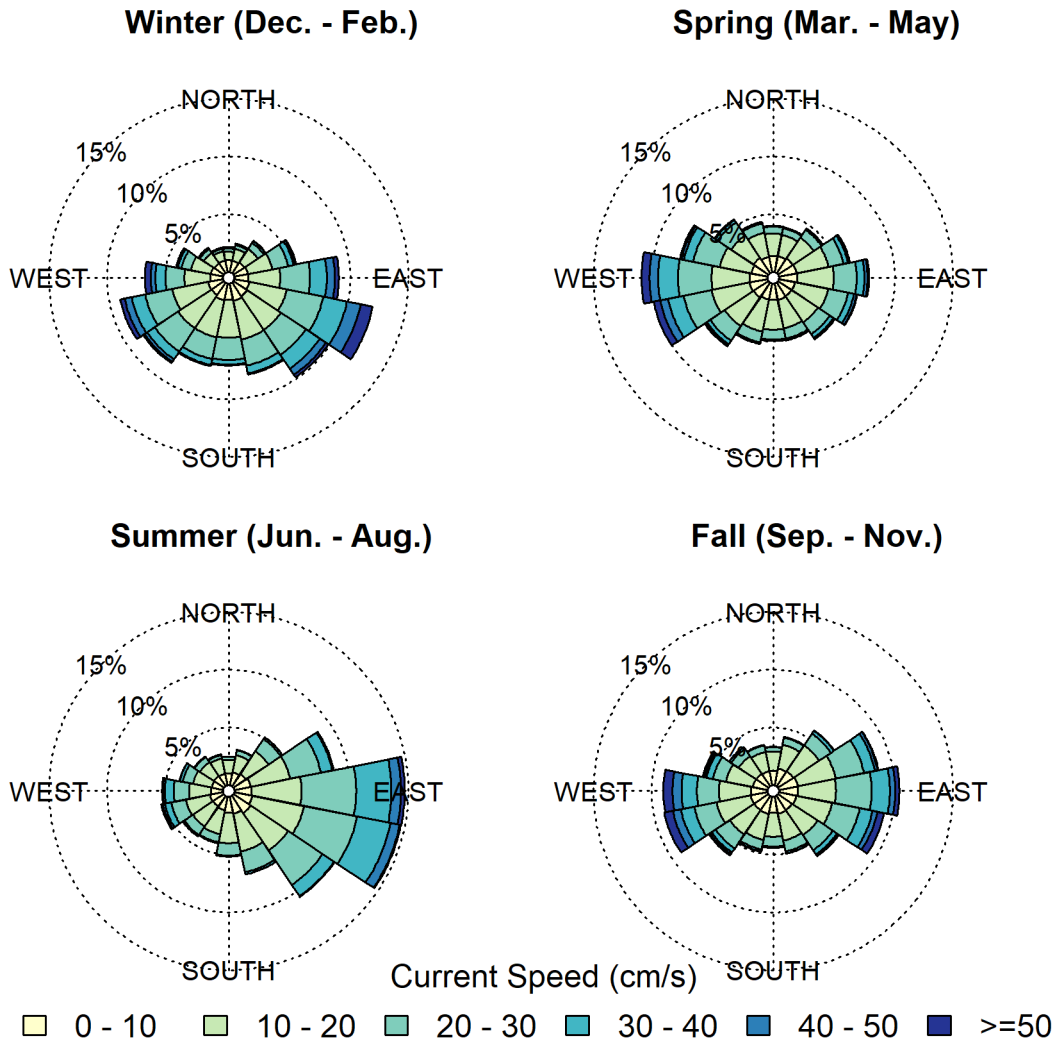 Winter (Dec. - Feb.)
NORTH
15%
10%
5%
WEST
EAST
SOUTH
Spring (Mar. - May)
NORTH
15%
10%
5%
WEST
EAST
SOUTH
Summer (Jun. - Aug.)
NORTH
15%
10%
5%
WEST
EAST
SOUTH
Fall (Sep. - Nov.)
NORTH
15%
10%
5%
WEST
EAST
SOUTH
Current Speed (cm/s)
0 - 10 10 - 20 20 - 30 30 - 40 40 - 50 >=50